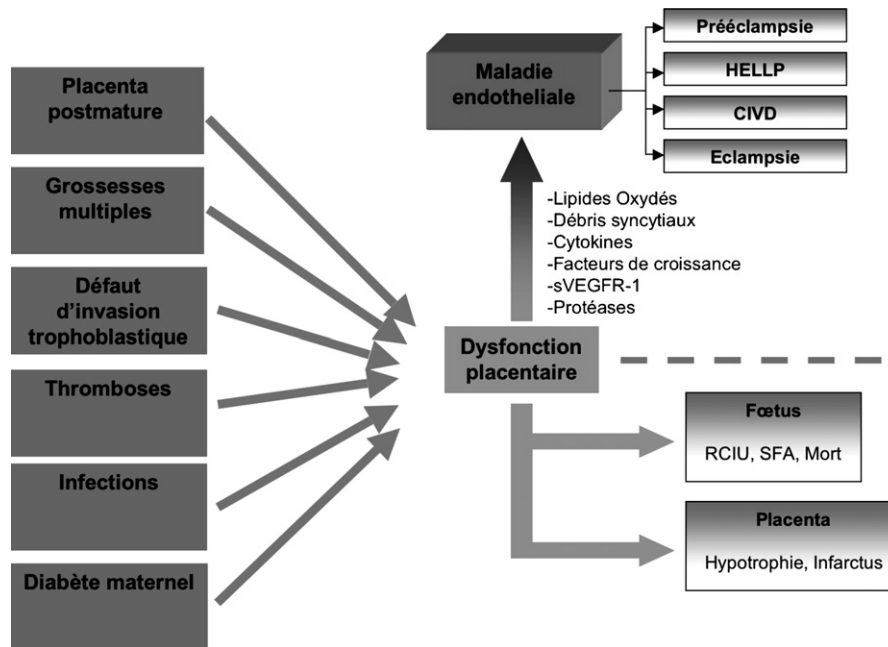 Placenta
postmature
Grossesses
multiples
Défaut
d’invasion
trophoblastique
Thromboses
Infections
Diabète maternel
Maladie
endotheliale
Prééclampsie
HELLP
CIVD
Eclampsie
-Lipides Oxydés
-Débris syncytiaux
-Cytokines
-Facteurs de croissance
-sVEGFR-1
-Protéases
Dysfonction
placentaire
Fœtus
RCIU, SFA, Mort
Placenta
Hypotrophie, Infarctus